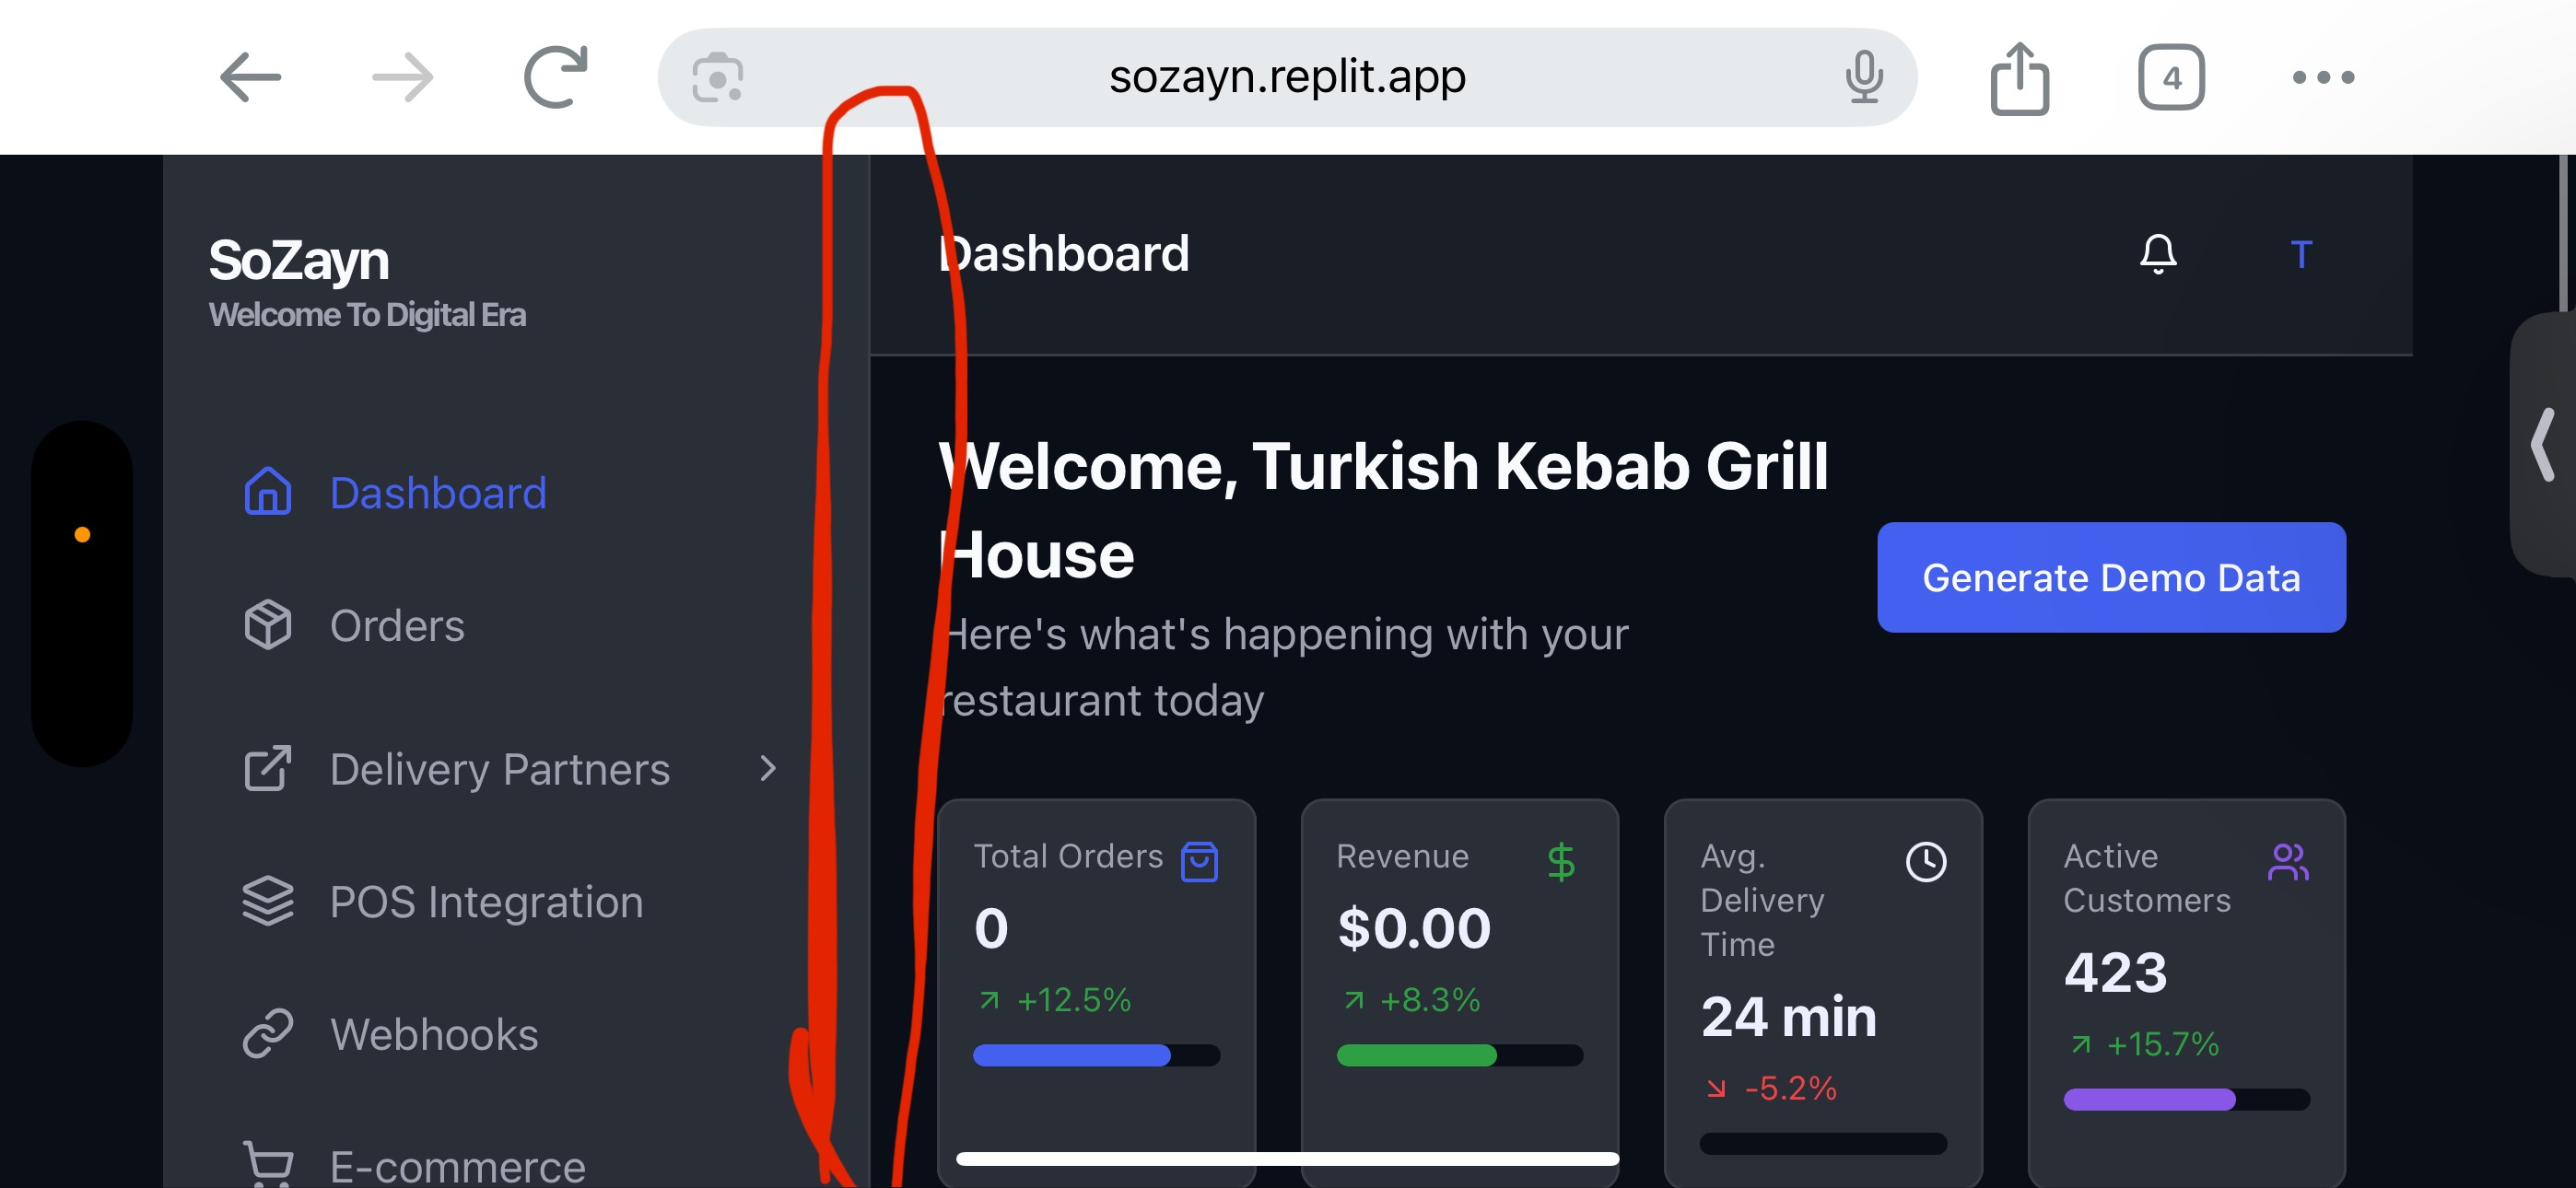 sozayn.replit.app
4
SoZayn
Welcome To Digital Era
Dashboard
Orders
Delivery Partners
POS Integration
Webhooks
E-commerce
Dashboard
T
Welcome, Turkish Kebab Grill
House
Here's what's happening with your
restaurant today
Generate Demo Data
Total Orders
0
+12.5%
Revenue
$
$0.00
+8.3%
Avg.
Delivery
Time
24 min
-5.2%
Active
Customers
423
+15.7%